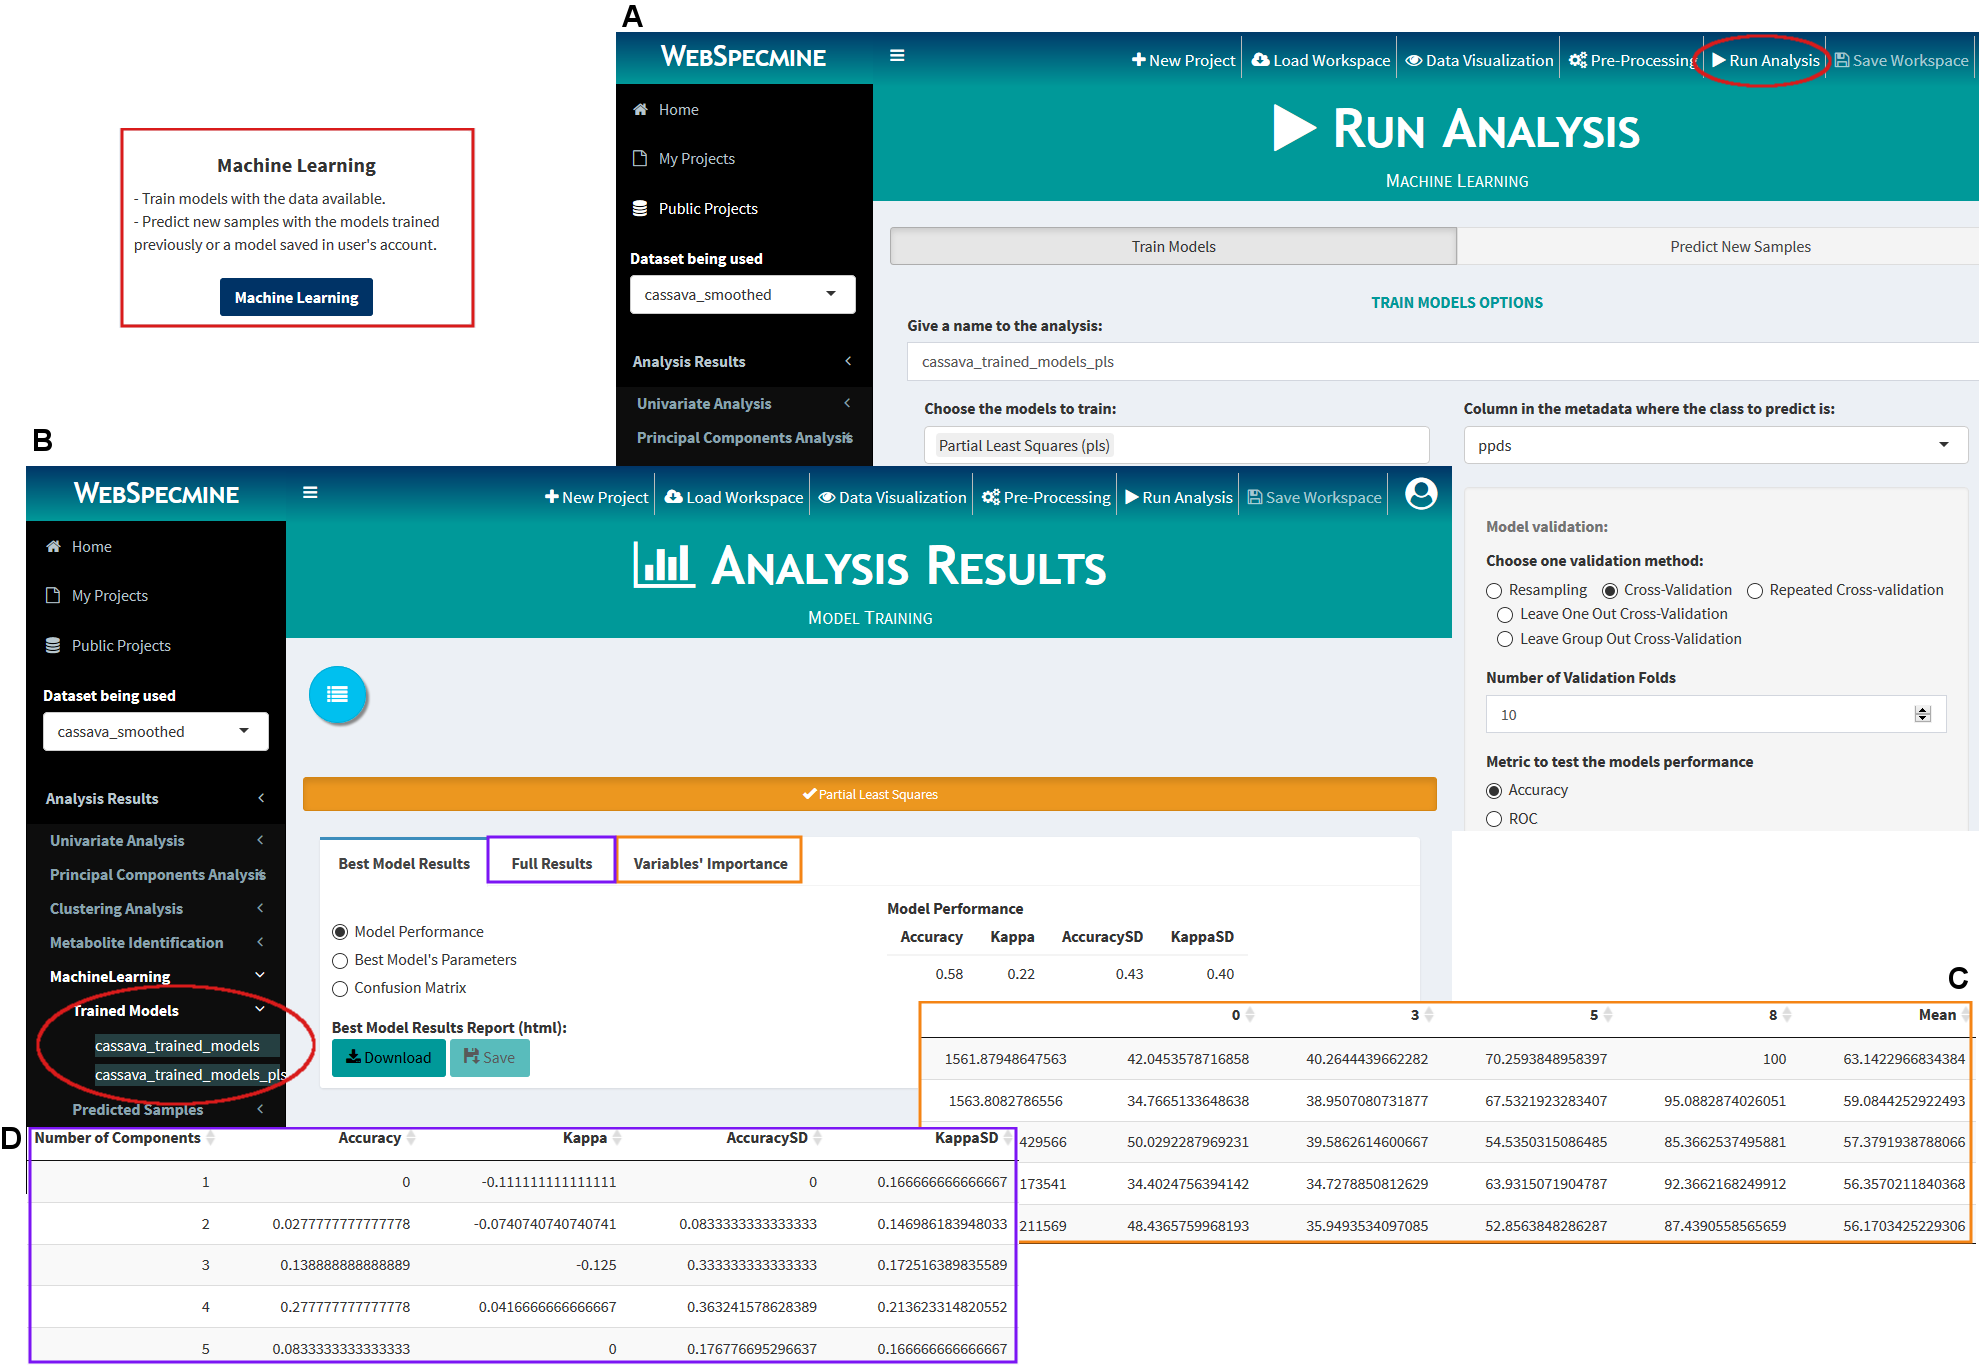 A
WebSpecmine
New Project
Load Workspace
Data Visualization
Pre-Processing
Run Analysis
Save Workspace
Home
My Projects
Public Projects
Dataset being used
cassava_smoothed
Analysis Results
Univariate Analysis
Principal Components Analysis
Run Analysis
Machine Learning
Train Models
Predict New Samples
TRAIN MODELS OPTIONS
Give a name to the analysis:
cassava_trained_models_pls
Choose the models to train:
Partial Least Squares (pls)
Column in the metadata where the class to predict is:
ppds
Model validation:
Choose one validation method:
Resampling Cross-Validation Repeated Cross-validation
Leave One Out Cross-Validation
Leave Group Out Cross-Validation
Number of Validation Folds
10
Metric to test the models performance
Accuracy
ROC
Machine Learning
- Train models with the data available.
- Predict new samples with the models trained
previously or a model saved in user's account.
Machine Learning
B
WebSpecmine
New Project
Load Workspace
Data Visualization
Pre-Processing
Run Analysis
Save Workspace
Home
My Projects
Public Projects
Dataset being used
cassava_smoothed
Analysis Results
Univariate Analysis
Principal Components Analysis
Clustering Analysis
Metabolite Identification
MachineLearning
Trained Models
cassava_trained_models
cassava_trained_models_pls
Predicted Samples
Analysis Results
Model Training
Partial Least Squares
Best Model Results
Full Results
Variables' Importance
Model Performance
Best Model's Parameters
Confusion Matrix
Best Model Results Report (html):
Download
Save
Model Performance
Accuracy Kappa AccuracySD KappaSD
0.58 0.22 0.43 0.40
C
0 3 5 8 Mean
1561.87948647563 42.0453578716858 40.2644439662282 70.2593848958397 100 63.1422966834384
1563.8082786556 34.7665133648638 38.9507080731877 67.5321923283407 95.0882874026051 59.0844252922493
429566 50.0292287969231 39.5862614600667 54.5350315086485 85.3662537495881 57.3791938788066
173541 34.4024756394142 34.7278850812629 63.9315071904787 92.3662168249912 56.3570211840368
211569 48.4365759968193 35.9493534097085 52.8563848286287 87.4390558565659 56.1703425229306
D
Number of Components Accuracy Kappa AccuracySD KappaSD
1 0 -0.111111111111111 0 0.166666666666667
2 0.0277777777777778 -0.0740740740740741 0.0833333333333333 0.146986183948033
3 0.138888888888889 -0.125 0.333333333333333 0.172516389835589
4 0.277777777777778 0.0416666666666667 0.363241578628389 0.213623314820552
5 0.0833333333333333 0 0.176776695296637 0.166666666666667